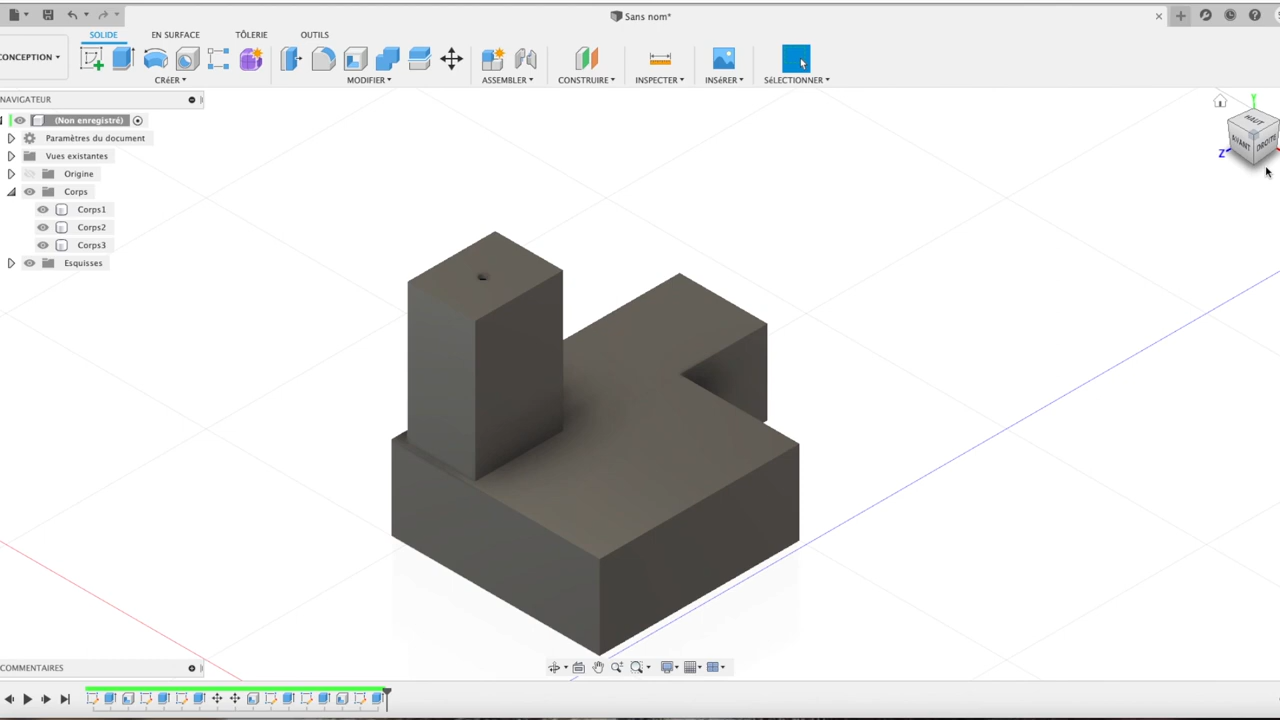 Sans nom*
SOLIDE EN SURFACE TÔLERIE OUTILS
CONCEPTION
CRÉER MODIFIER ASSEMBLER CONSTRUIRE INSPECTER INSÉRER SÉLECTIONNER
NAVIGATEUR
(Non enregistré)
Paramètres du document
Vues existantes
Origine
Corps
Corps1
Corps2
Corps3
Esquisses
Y
HAUT
AVANT DROITE
Z
COMMENTAIRES